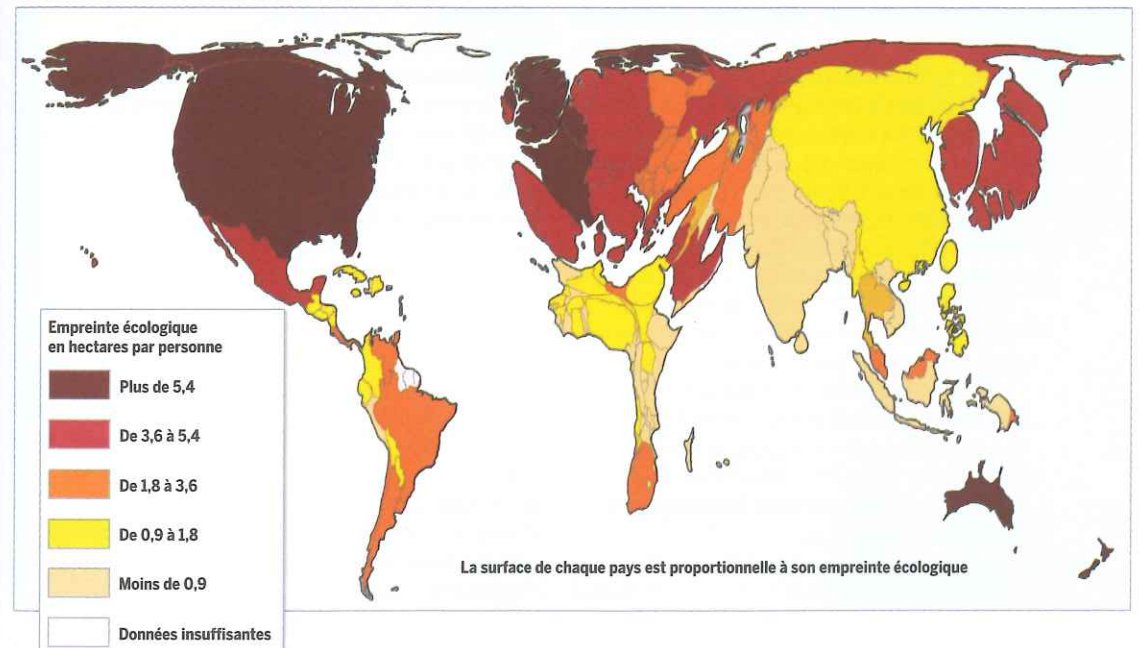 Empreinte écologique
en hectares par personne
Plus de 5,4
De 3,6 à 5,4
De 1,8 à 3,6
De 0,9 à 1,8
Moins de 0,9
Données insuffisantes
La surface de chaque pays est proportionnelle à son empreinte écologique